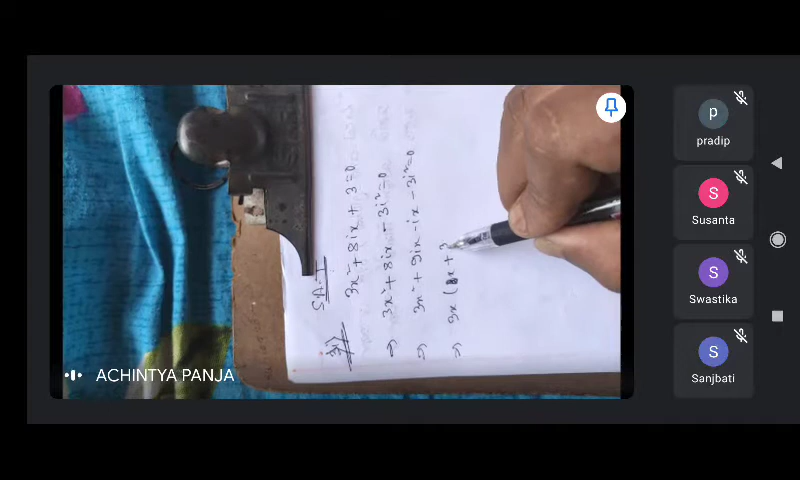 S.A.I
3i)
3x² + 8ix + 3 = 0
⇒ 3x² + 8ix - 3i² = 0
⇒ 3x² + 9ix - ix - 3i² = 0
⇒ 3x (x + 3
ACHINTYA PANJA
P
pradip
S
Susanta
S
Swastika
S
Sanjbati